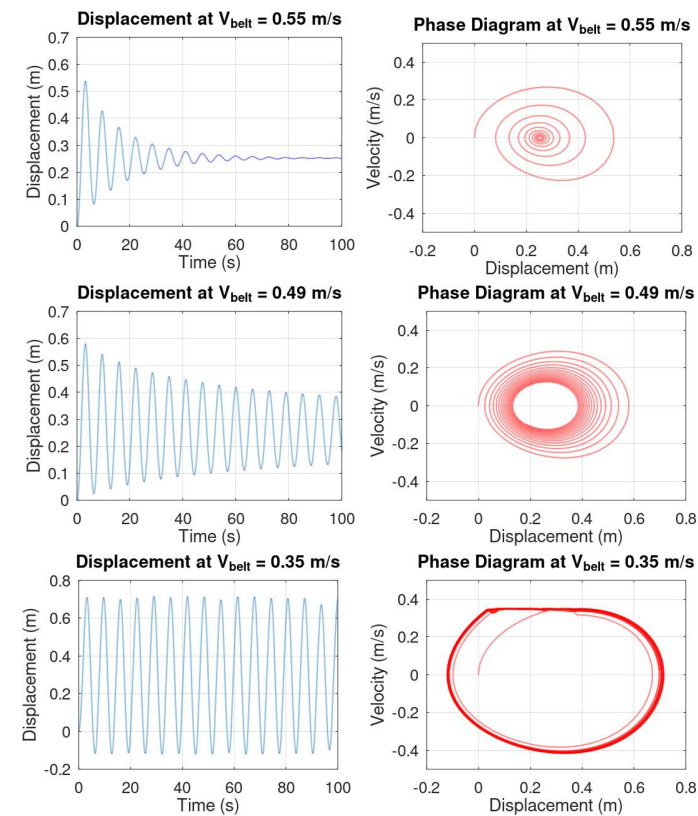 Displacement at Vbelt = 0.55 m/s
0.7
0.6
0.5
0.4
0.3
0.2
0.1
0
Displacement (m)
0 20 40 60 80 100
Time (s)
Phase Diagram at Vbelt = 0.55 m/s
0.4
0.2
0
-0.2
-0.4
Velocity (m/s)
-0.2 0 0.2 0.4 0.6 0.8
Displacement (m)
Displacement at Vbelt = 0.49 m/s
0.7
0.6
0.5
0.4
0.3
0.2
0.1
0
Displacement (m)
0 20 40 60 80 100
Time (s)
Phase Diagram at Vbelt = 0.49 m/s
0.4
0.2
0
-0.2
-0.4
Velocity (m/s)
-0.2 0 0.2 0.4 0.6 0.8
Displacement (m)
Displacement at Vbelt = 0.35 m/s
0.8
0.6
0.4
0.2
0
-0.2
Displacement (m)
0 20 40 60 80 100
Time (s)
Phase Diagram at Vbelt = 0.35 m/s
0.4
0.2
0
-0.2
-0.4
Velocity (m/s)
-0.2 0 0.2 0.4 0.6 0.8
Displacement (m)